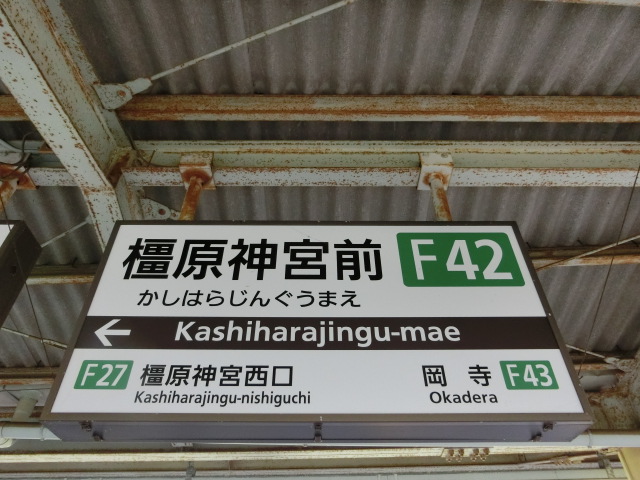 橿原神宮前 F42
かしはらじんぐうまえ
← Kashiharajingu-mae
F27 橿原神宮西口 岡寺 F43
Kashiharajingu-nishiguchi Okadera